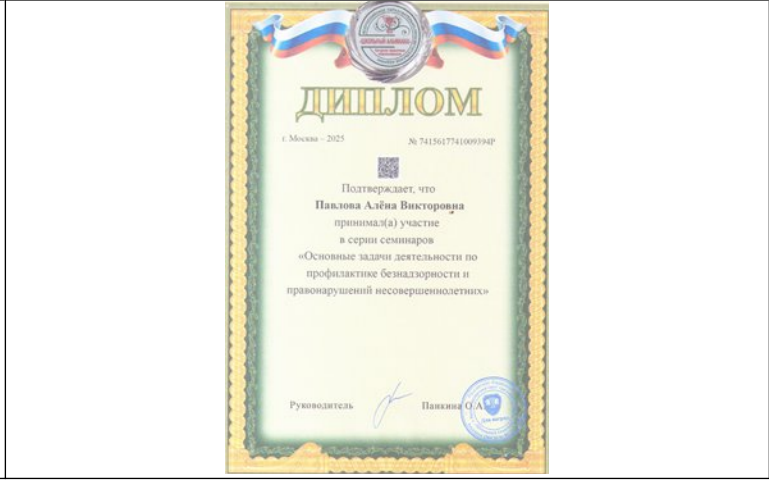 ДИПЛОМ
г. Москва – 2025
№ 7415617741009394Р
Подтверждает, что
Павлова Алёна Викторовна
принимал(а) участие
в серии семинаров
«Основные задачи деятельности по
профилактике безнадзорности и
правонарушений несовершеннолетних»
Руководитель
Панкина О.А.